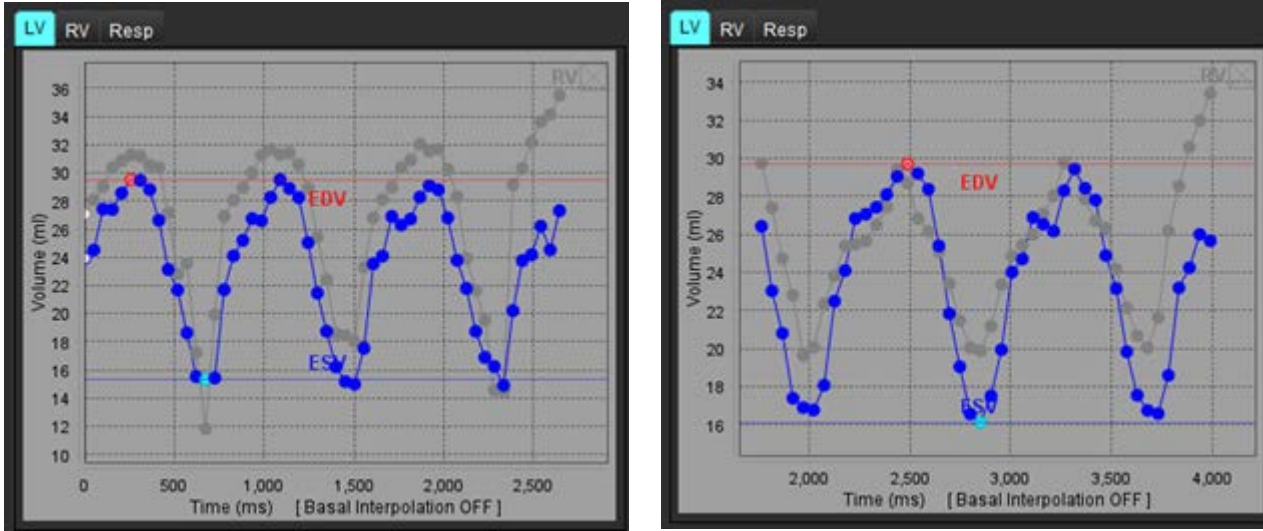 LV RV Resp
RV
36
34
32
30
28
26
24
22
20
18
16
14
12
10
Volume (ml)
EDV
ESV
0 500 1,000 1,500 2,000 2,500
Time (ms) [ Basal Interpolation OFF ]
LV RV Resp
RV
34
32
30
28
26
24
22
20
18
16
Volume (ml)
EDV
ESV
2,000 2,500 3,000 3,500 4,000
Time (ms) [ Basal Interpolation OFF ]